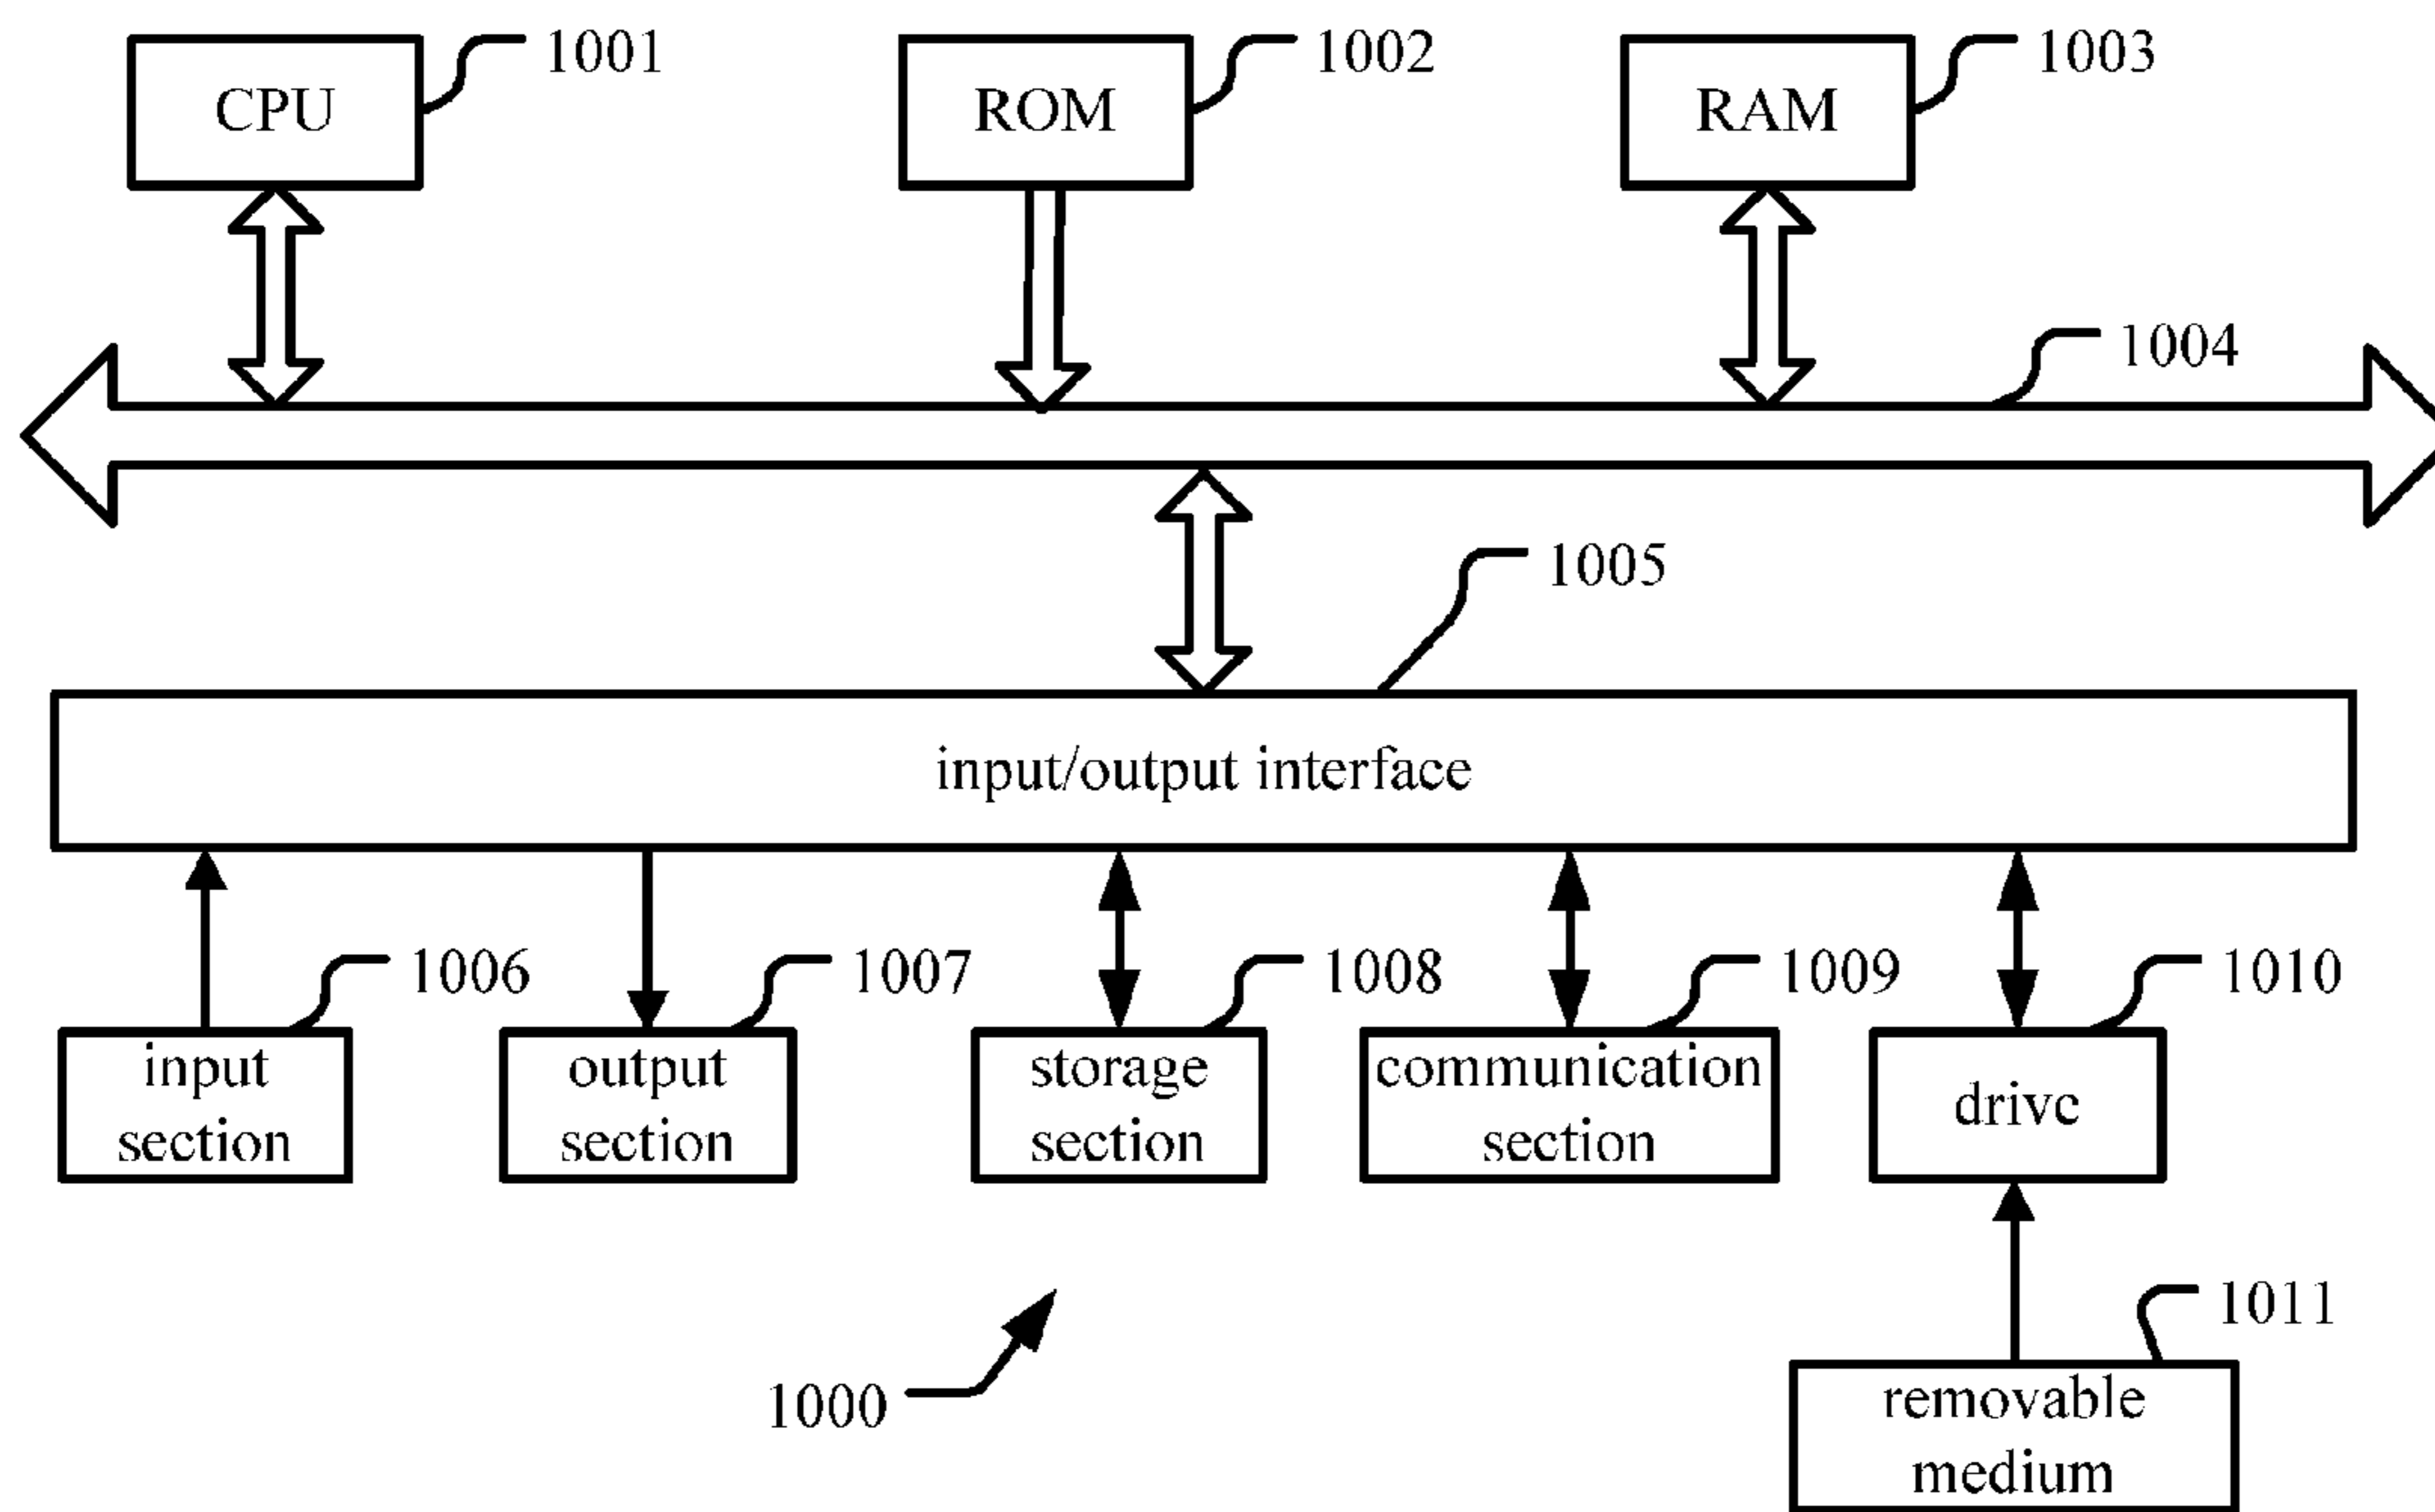 CPU
1001
ROM
1002
RAM
1003
1004
1005
input/output interface
1006
1007
1008
1009
1010
input
section
output
section
storage
section
communication
section
drive
1011
1000
removable
medium